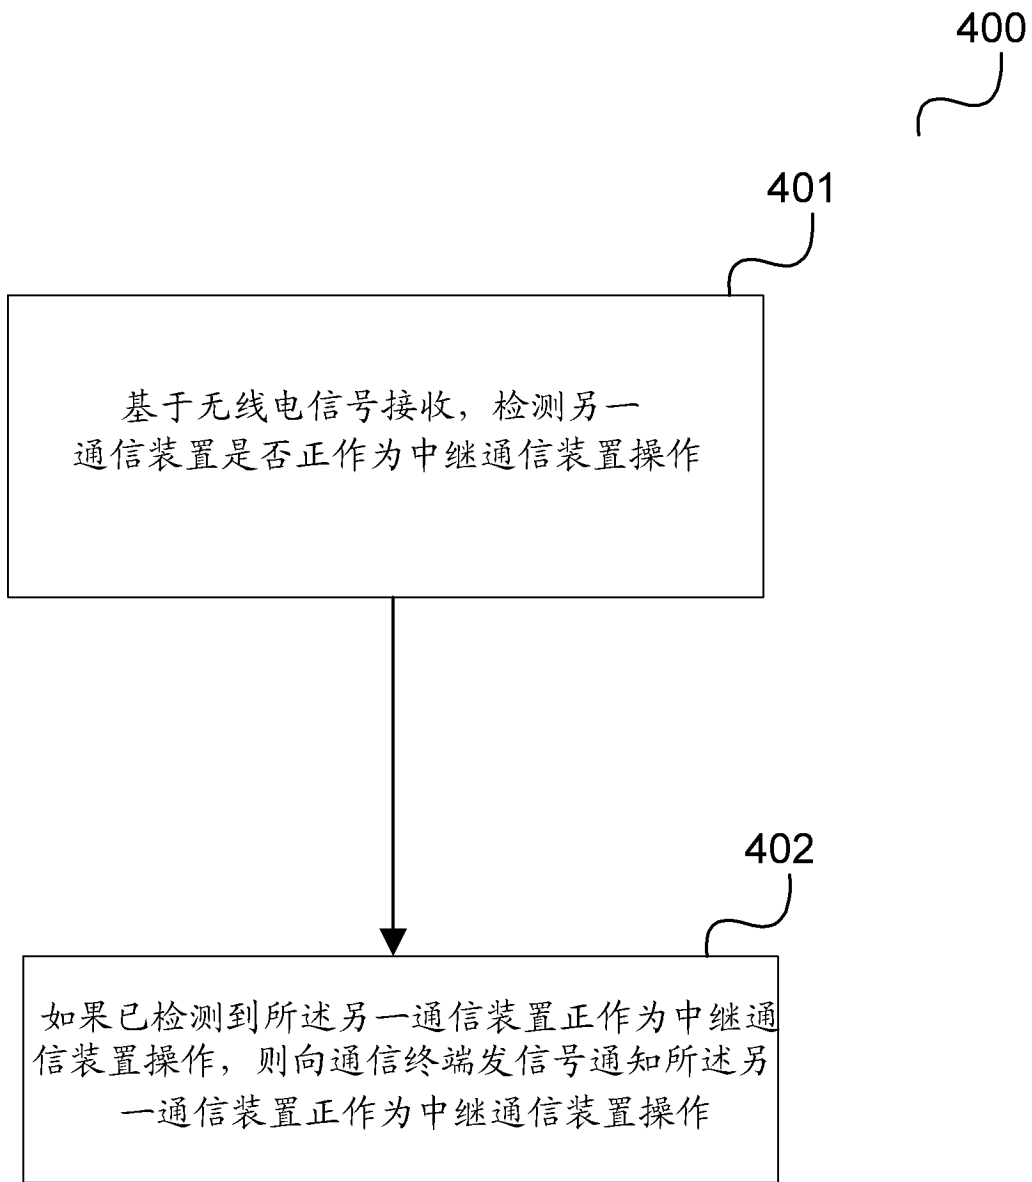 400
401
基于无线电信号接收，检测另一
通信装置是否正作为中继通信装置操作
402
如果已检测到所述另一通信装置正作为中继通
信装置操作，则向通信终端发信号通知所述另
一通信装置正作为中继通信装置操作